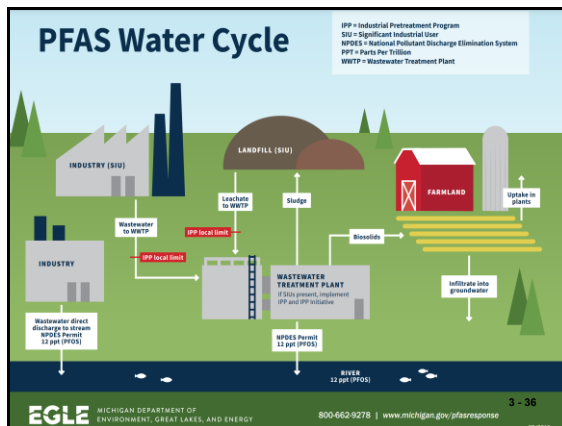 PFAS Water Cycle
IPP = Industrial Pretreatment Program
SIU = Significant Industrial User
NPDES = National Pollutant Discharge Elimination System
PPT = Parts Per Trillion
WWTP = Wastewater Treatment Plant
INDUSTRY (SIU)
LANDFILL (SIU)
FARMLAND
Uptake in
plants
Wastewater
to WWTP
Leachate
to WWTP
Sludge
IPP local limit
IPP local limit
Biosolids
INDUSTRY
WASTEWATER
TREATMENT PLANT
If SIUs present, implement
IPP and IPP Initiative
Infiltrate into
groundwater
Wastewater direct
discharge to stream
NPDES Permit
12 ppt (PFOS)
NPDES Permit
12 ppt (PFOS)
RIVER
12 ppt (PFOS)
3 - 36
EGLE
MICHIGAN DEPARTMENT OF
ENVIRONMENT, GREAT LAKES, AND ENERGY
800-662-9278 | www.michigan.gov/pfasresponse